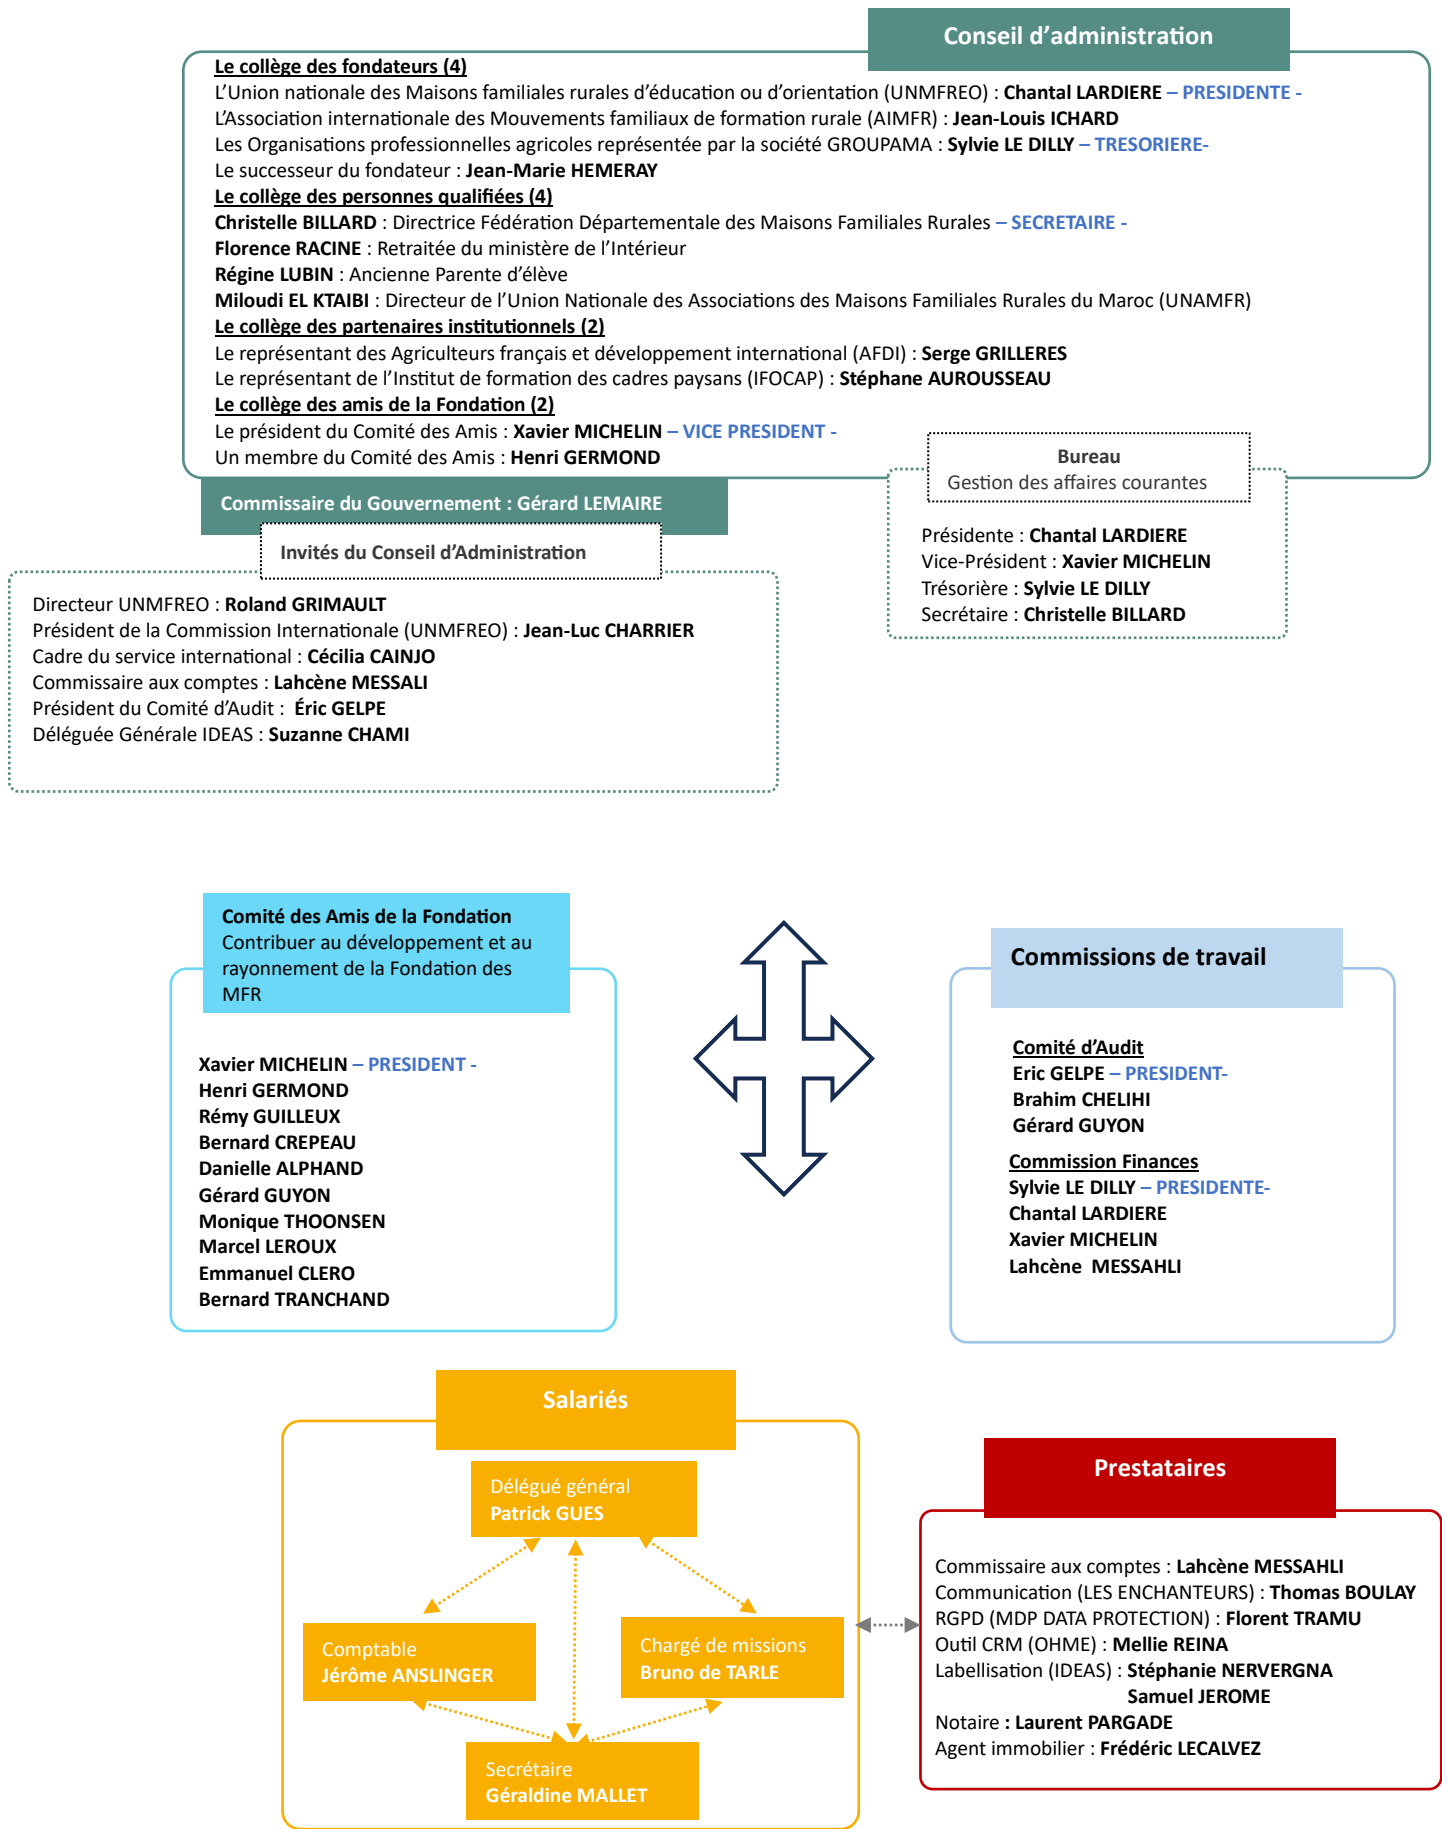 Conseil d'administration
Le collège des fondateurs (4)
L'Union nationale des Maisons familiales rurales d'éducation ou d'orientation (UNMFREO) : Chantal LARDIERE – PRESIDENTE -
L'Association internationale des Mouvements familiaux de formation rurale (AIMFR) : Jean-Louis ICHARD
Les Organisations professionnelles agricoles représentée par la société GROUPAMA : Sylvie LE DILLY – TRESORIERE-
Le successeur du fondateur : Jean-Marie HEMERAY
Le collège des personnes qualifiées (4)
Christelle BILLARD : Directrice Fédération Départementale des Maisons Familiales Rurales – SECRETAIRE -
Florence RACINE : Retraitée du ministère de l'Intérieur
Régine LUBIN : Ancienne Parente d'élève
Miloudi EL KTAIBI : Directeur de l'Union Nationale des Associations des Maisons Familiales Rurales du Maroc (UNAMFR)
Le collège des partenaires institutionnels (2)
Le représentant des Agriculteurs français et développement international (AFDI) : Serge GRILLERES
Le représentant de l'Institut de formation des cadres paysans (IFOCAP) : Stéphane AUROUSSEAU
Le collège des amis de la Fondation (2)
Le président du Comité des Amis : Xavier MICHELIN – VICE PRESIDENT -
Un membre du Comité des Amis : Henri GERMOND
Bureau
Gestion des affaires courantes
Présidente : Chantal LARDIERE
Vice-Président : Xavier MICHELIN
Trésorière : Sylvie LE DILLY
Secrétaire : Christelle BILLARD
Commissaire du Gouvernement : Gérard LEMAIRE
Invités du Conseil d'Administration
Directeur UNMFREO : Roland GRIMAULT
Président de la Commission Internationale (UNMFREO) : Jean-Luc CHARRIER
Cadre du service international : Cécilia CAINJO
Commissaire aux comptes : Lahcène MESSALI
Président du Comité d'Audit : Éric GELPE
Déléguée Générale IDEAS : Suzanne CHAMI
Comité des Amis de la Fondation
Contribuer au développement et au
rayonnement de la Fondation des
MFR
Xavier MICHELIN – PRESIDENT -
Henri GERMOND
Rémy GUILLEUX
Bernard CREPEAU
Danielle ALPHAND
Gérard GUYON
Monique THOONSEN
Marcel LEROUX
Emmanuel CLERO
Bernard TRANCHAND
Commissions de travail
Comité d'Audit
Eric GELPE – PRESIDENT-
Brahim CHELIHI
Gérard GUYON
Commission Finances
Sylvie LE DILLY – PRESIDENTE-
Chantal LARDIERE
Xavier MICHELIN
Lahcène MESSAHLI
Salariés
Délégué général
Patrick GUES
Comptable
Jérôme ANSLINGER
Chargé de missions
Bruno de TARLE
Secrétaire
Géraldine MALLET
Prestataires
Commissaire aux comptes : Lahcène MESSAHLI
Communication (LES ENCHANTEURS) : Thomas BOULAY
RGPD (MDP DATA PROTECTION) : Florent TRAMU
Outil CRM (OHME) : Mellie REINA
Labellisation (IDEAS) : Stéphanie NERVERGNA
Samuel JEROME
Notaire : Laurent PARGADE
Agent immobilier : Frédéric LECALVEZ